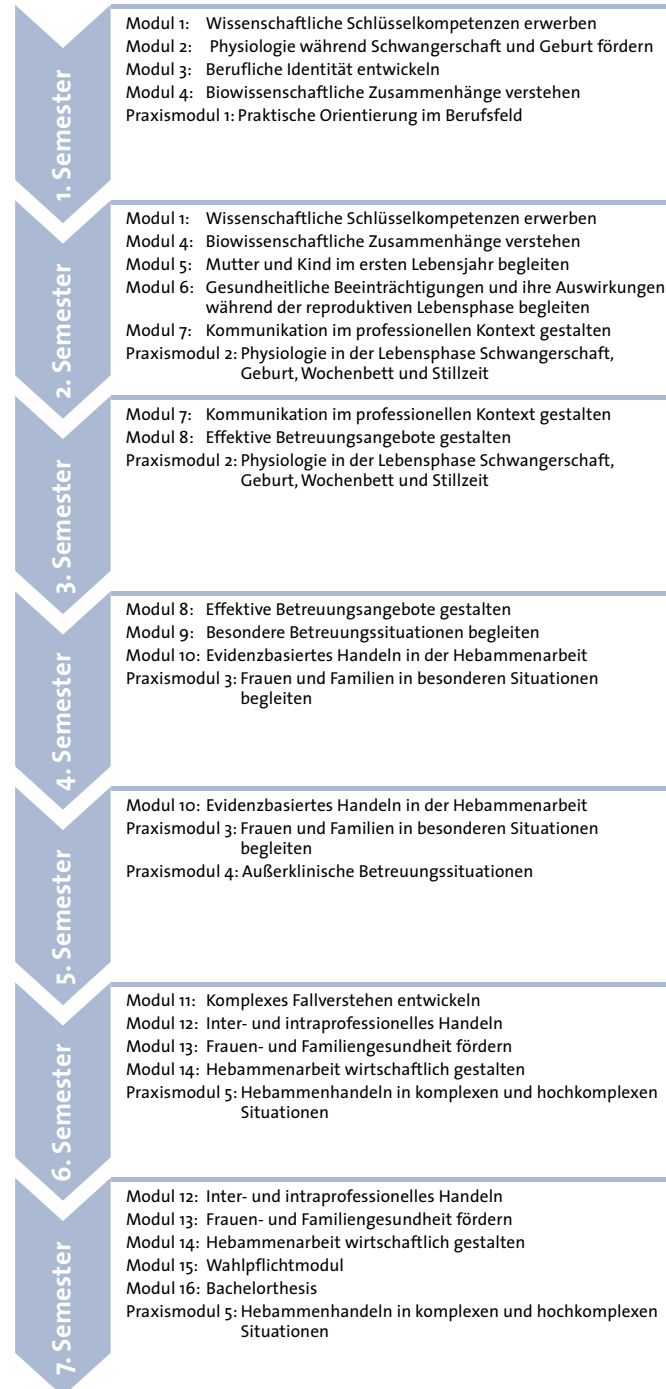 1. Semester
Modul 1: Wissenschaftliche Schlüsselkompetenzen erwerben
Modul 2: Physiologie während Schwangerschaft und Geburt fördern
Modul 3: Berufliche Identität entwickeln
Modul 4: Biowissenschaftliche Zusammenhänge verstehen
Praxismodul 1: Praktische Orientierung im Berufsfeld
2. Semester
Modul 1: Wissenschaftliche Schlüsselkompetenzen erwerben
Modul 4: Biowissenschaftliche Zusammenhänge verstehen
Modul 5: Mutter und Kind im ersten Lebensjahr begleiten
Modul 6: Gesundheitliche Beeinträchtigungen und ihre Auswirkungen
während der reproduktiven Lebensphase begleiten
Modul 7: Kommunikation im professionellen Kontext gestalten
Praxismodul 2: Physiologie in der Lebensphase Schwangerschaft,
Geburt, Wochenbett und Stillzeit
3. Semester
Modul 7: Kommunikation im professionellen Kontext gestalten
Modul 8: Effektive Betreuungsangebote gestalten
Praxismodul 2: Physiologie in der Lebensphase Schwangerschaft,
Geburt, Wochenbett und Stillzeit
4. Semester
Modul 8: Effektive Betreuungsangebote gestalten
Modul 9: Besondere Betreuungssituationen begleiten
Modul 10: Evidenzbasiertes Handeln in der Hebammenarbeit
Praxismodul 3: Frauen und Familien in besonderen Situationen
begleiten
5. Semester
Modul 10: Evidenzbasiertes Handeln in der Hebammenarbeit
Praxismodul 3: Frauen und Familien in besonderen Situationen
begleiten
Praxismodul 4: Außerklinische Betreuungssituationen
6. Semester
Modul 11: Komplexes Fallverstehen entwickeln
Modul 12: Inter- und intraprofessionelles Handeln
Modul 13: Frauen- und Familiengesundheit fördern
Modul 14: Hebammenarbeit wirtschaftlich gestalten
Praxismodul 5: Hebammenhandeln in komplexen und hochkomplexen
Situationen
7. Semester
Modul 12: Inter- und intraprofessionelles Handeln
Modul 13: Frauen- und Familiengesundheit fördern
Modul 14: Hebammenarbeit wirtschaftlich gestalten
Modul 15: Wahlpflichtmodul
Modul 16: Bachelorthesis
Praxismodul 5: Hebammenhandeln in komplexen und hochkomplexen
Situationen